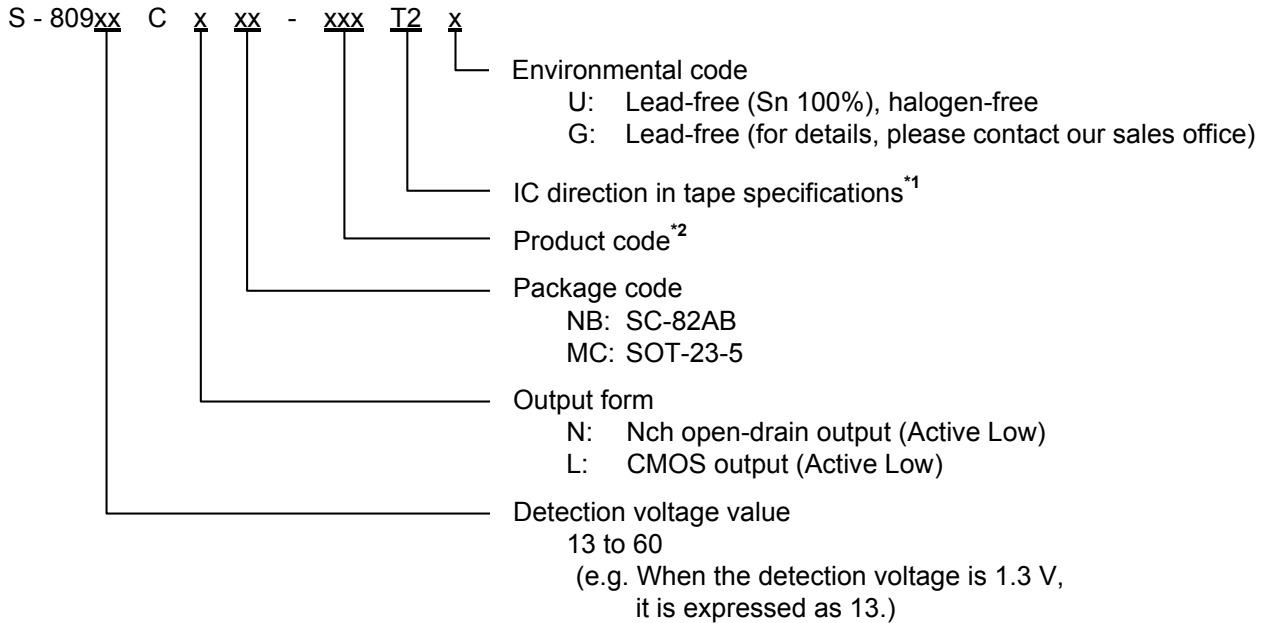 S - 809xx C x xx - xxx T2 x
Environmental code
U: Lead-free (Sn 100%), halogen-free
G: Lead-free (for details, please contact our sales office)
IC direction in tape specifications*1
Product code*2
Package code
NB: SC-82AB
MC: SOT-23-5
Output form
N: Nch open-drain output (Active Low)
L: CMOS output (Active Low)
Detection voltage value
13 to 60
(e.g. When the detection voltage is 1.3 V,
it is expressed as 13.)